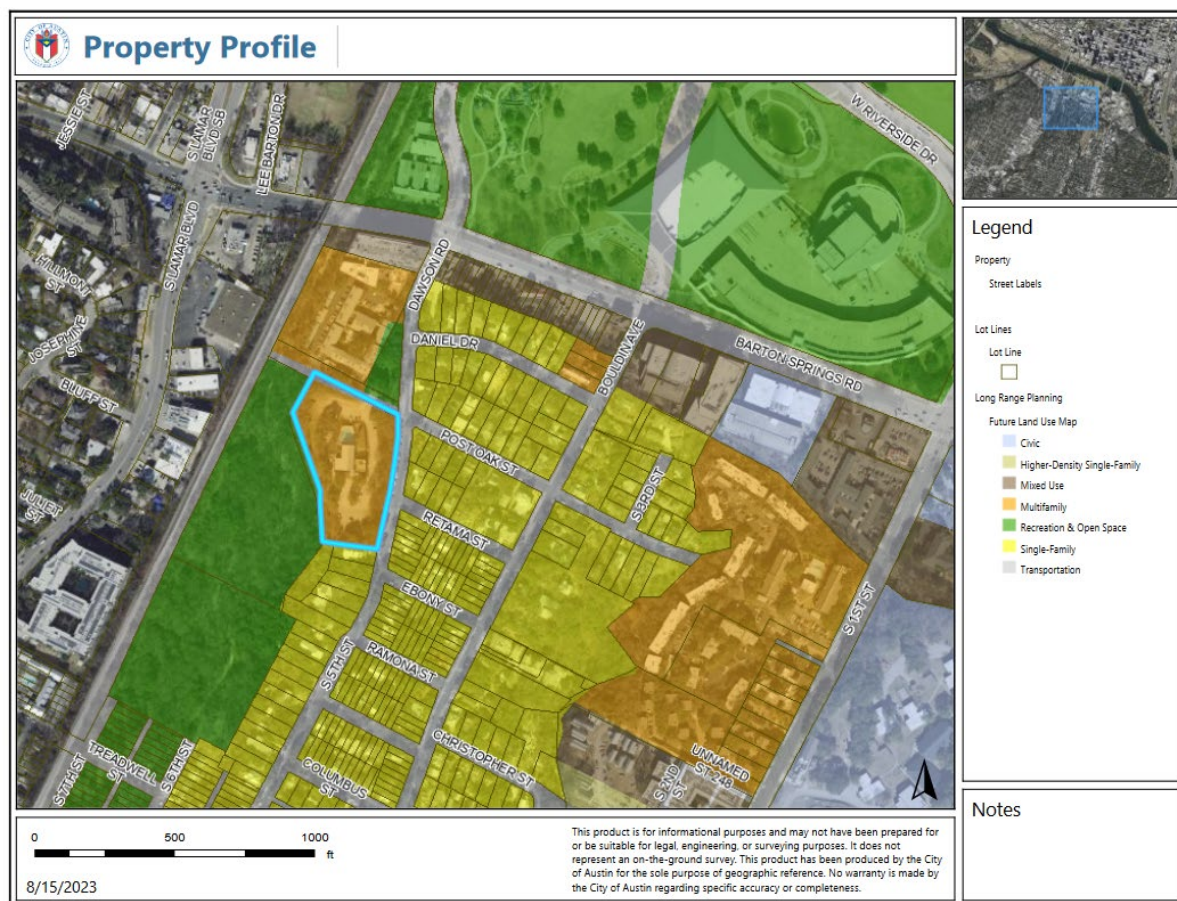 Property Profile
JESSIE ST
S LAMAR
BLVD SB
LEE BARTON DR
W RIVERSIDE DR
S LAMAR BLVD
HILLMONT
ST
JOSEPHINE
ST
BLUFF ST
JULIET ST
DAWSON RD
DANIEL DR
BOULDIN AVE
BARTON SPRINGS RD
POST OAK ST
S 3RD ST
RETAMA ST
EBONY ST
S 1ST ST
RAMONA ST
S 5TH ST
CHRISTOPHER ST
COLUMBUS
ST
TREADWELL
ST
S 7TH ST
S 6TH ST
S 2ND
ST
UNNAMED
ST 248
Legend
Property
Street Labels
Lot Lines
Lot Line
Long Range Planning
Future Land Use Map
Civic
Higher-Density Single-Family
Mixed Use
Multifamily
Recreation & Open Space
Single-Family
Transportation
Notes
0 500 1000
ft
8/15/2023
This product is for informational purposes and may not have been prepared for
or be suitable for legal, engineering, or surveying purposes. It does not
represent an on-the-ground survey. This product has been produced by the City
of Austin for the sole purpose of geographic reference. No warranty is made by
the City of Austin regarding specific accuracy or completeness.